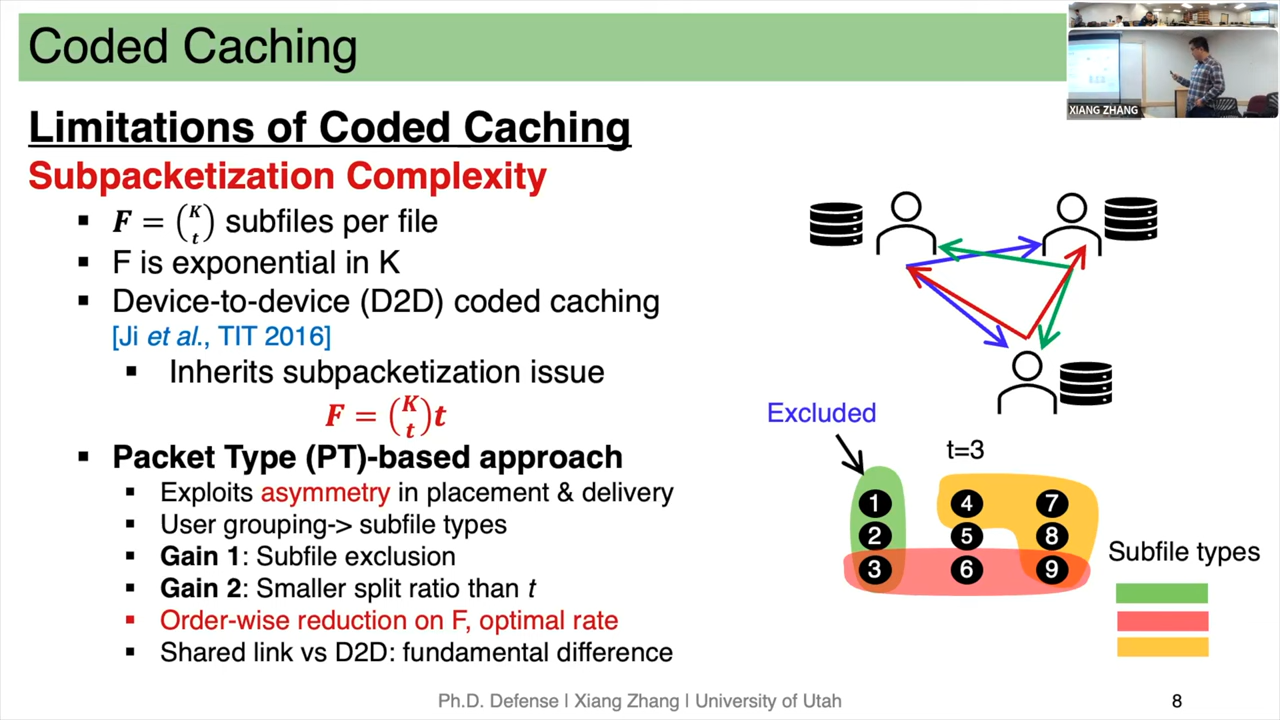 Coded Caching
XIANG ZHANG
Limitations of Coded Caching
Subpacketization Complexity
▪ F = (K t) subfiles per file
▪ F is exponential in K
▪ Device-to-device (D2D) coded caching
[Ji et al., TIT 2016]
▪ Inherits subpacketization issue
F = (K t) t
▪ Packet Type (PT)-based approach
▪ Exploits asymmetry in placement & delivery
▪ User grouping-> subfile types
▪ Gain 1: Subfile exclusion
▪ Gain 2: Smaller split ratio than t
▪ Order-wise reduction on F, optimal rate
▪ Shared link vs D2D: fundamental difference
Excluded
t=3
1 4 7
2 5 8
3 6 9
Subfile types
Ph.D. Defense | Xiang Zhang | University of Utah
8